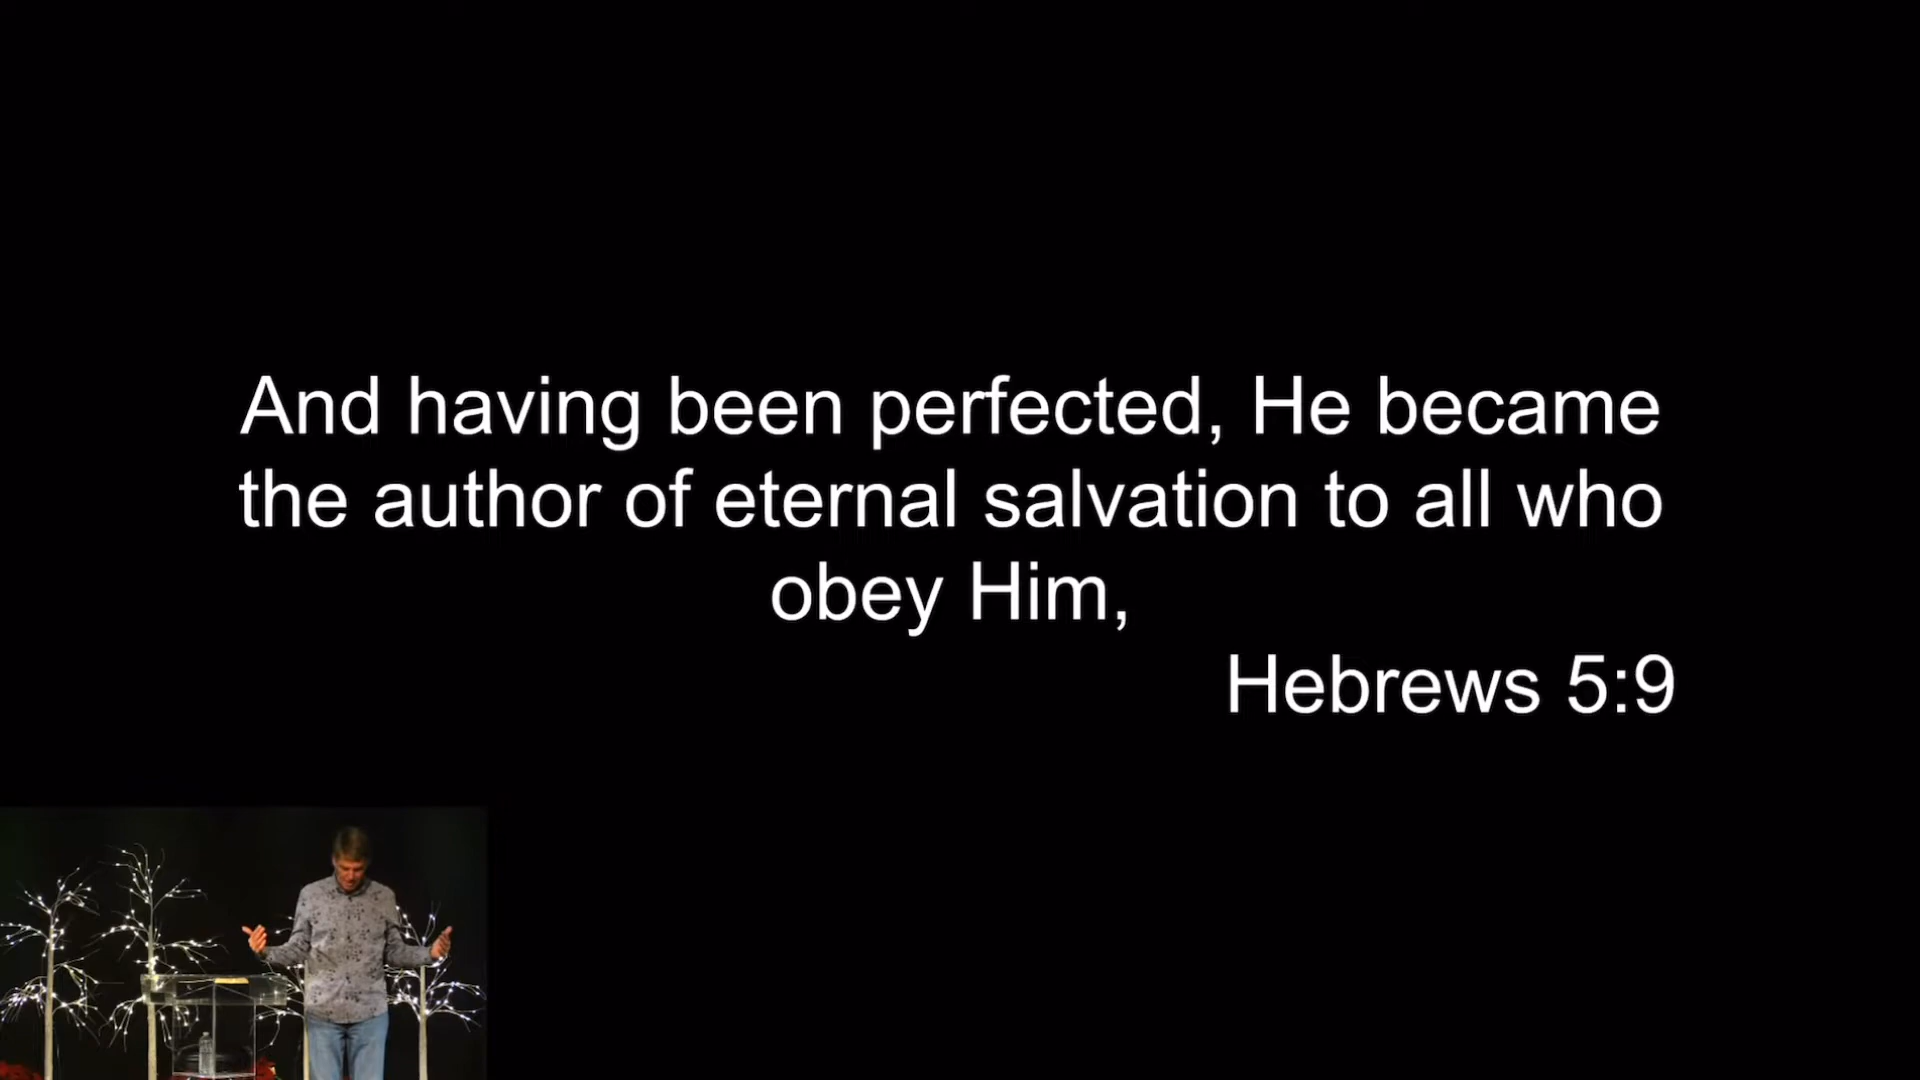 And having been perfected, He became
the author of eternal salvation to all who
obey Him,
Hebrews 5:9